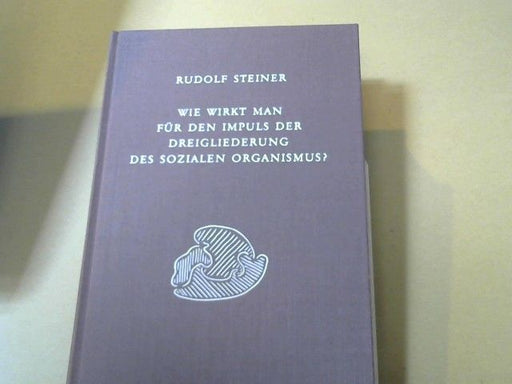 RUDOLF STEINER
WIE WIRKT MAN
FÜR DEN IMPULS DER
DREIGLIEDERUNG
DES SOZIALEN ORGANISMUS?